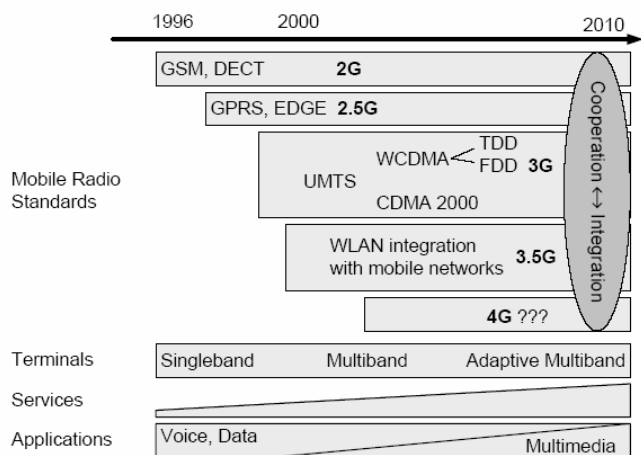 1996 2000 2010
GSM, DECT 2G
GPRS, EDGE 2.5G
TDD
WCDMA FDD 3G
UMTS
CDMA 2000
Mobile Radio
Standards
WLAN integration
with mobile networks 3.5G
4G ???
Cooperation ↔ Integration
Terminals Singleband Multiband Adaptive Multiband
Services
Applications Voice, Data Multimedia